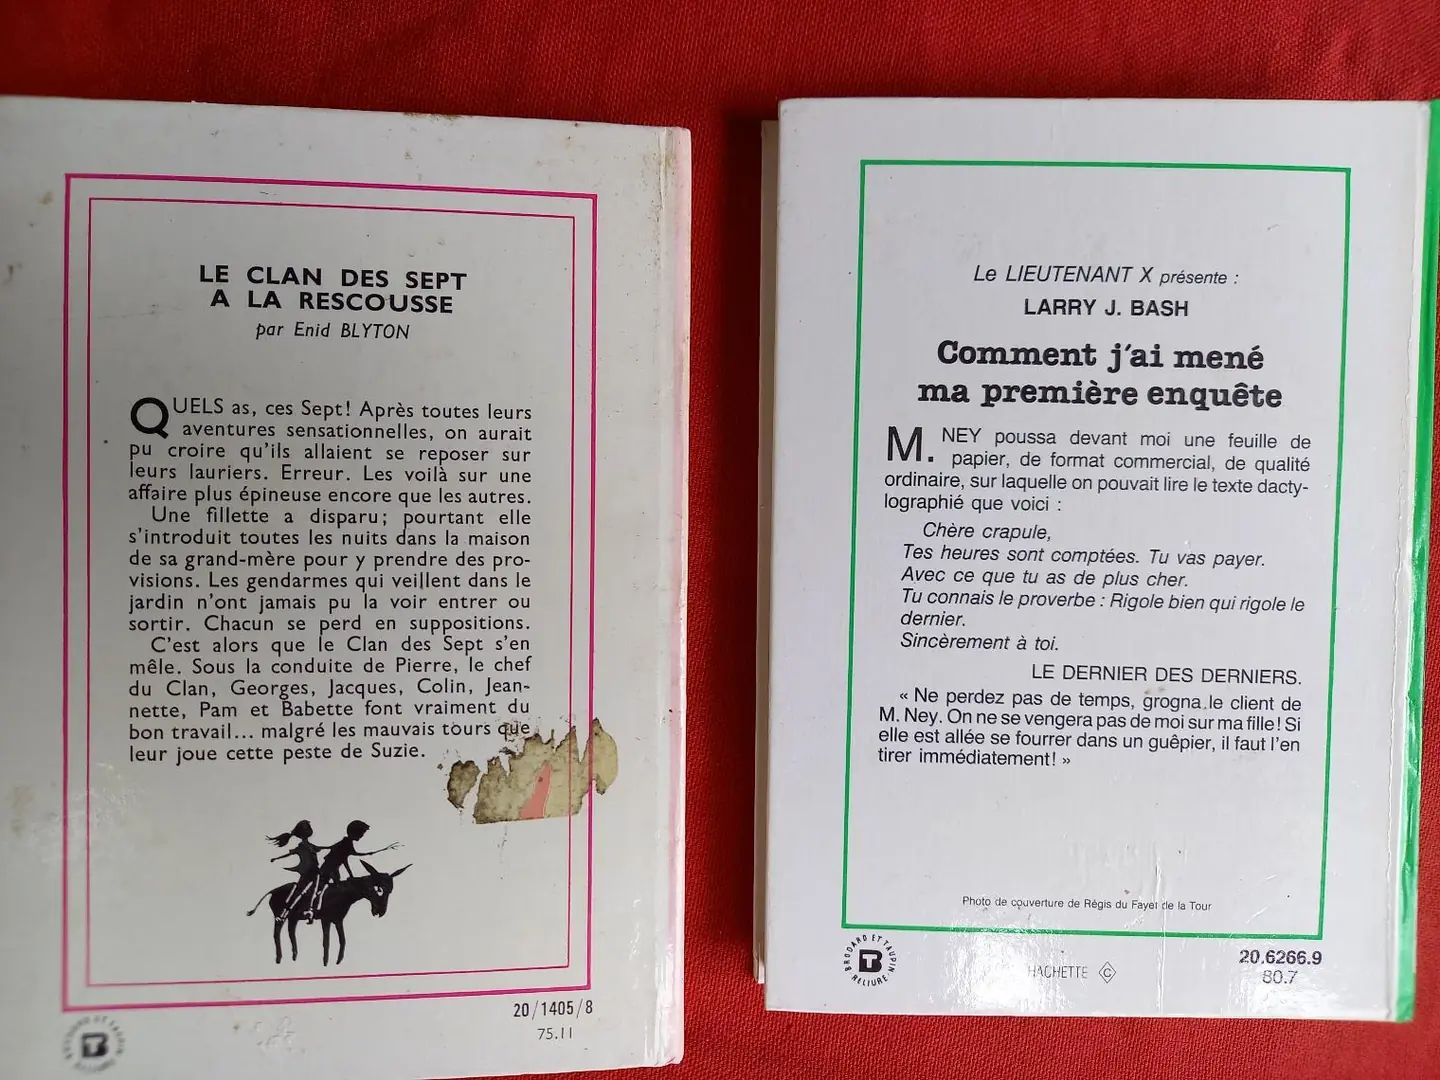 LE CLAN DES SEPT
A LA RESCOUSSE
par Enid BLYTON
QUELS as, ces Sept! Après toutes leurs
aventures sensationnelles, on aurait
pu croire qu'ils allaient se reposer sur
leurs lauriers. Erreur. Les voilà sur une
affaire plus épineuse encore que les autres.
Une fillette a disparu; pourtant elle
s'introduit toutes les nuits dans la maison
de sa grand-mère pour y prendre des pro-
visions. Les gendarmes qui veillent dans le
jardin n'ont jamais pu la voir entrer ou
sortir. Chacun se perd en suppositions.
C'est alors que le Clan des Sept s'en
mêle. Sous la conduite de Pierre, le chef
du Clan, Georges, Jacques, Colin, Jean-
nette, Pam et Babette font vraiment du
bon travail... malgré les mauvais tours que
leur joue cette peste de Suzie.
20/1405/8
75.11
Le LIEUTENANT X présente :
LARRY J. BASH
Comment j'ai mené
ma première enquête
M. NEY poussa devant moi une feuille de
papier, de format commercial, de qualité
ordinaire, sur laquelle on pouvait lire le texte dacty-
lographié que voici :
Chère crapule,
Tes heures sont comptées. Tu vas payer.
Avec ce que tu as de plus cher.
Tu connais le proverbe : Rigole bien qui rigole le
dernier.
Sincèrement à toi.
LE DERNIER DES DERNIERS.
« Ne perdez pas de temps, grogna le client de
M. Ney. On ne se vengera pas de moi sur ma fille! Si
elle est allée se fourrer dans un guêpier, il faut l'en
tirer immédiatement! »
Photo de couverture de Régis du Fayet de la Tour
BRODARD ET TAUPIN
RELIURE
HACHETTE C
20.6266.9
80.7